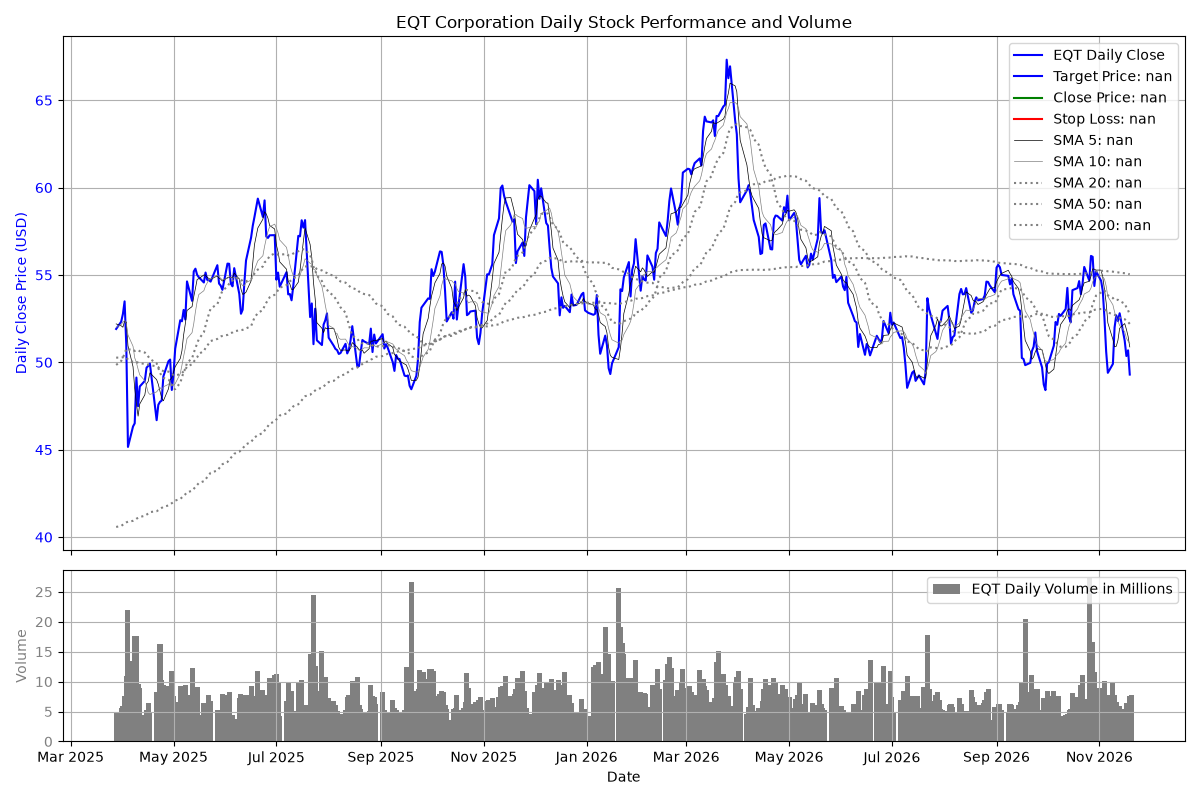 EQT Corporation Daily Stock Performance and Volume
Daily Close Price (USD)
65
60
55
50
45
40
EQT Daily Close
Target Price: nan
Close Price: nan
Stop Loss: nan
SMA 5: nan
SMA 10: nan
SMA 20: nan
SMA 50: nan
SMA 200: nan
Volume
25
20
15
10
5
0
EQT Daily Volume in Millions
Mar 2025 May 2025 Jul 2025 Sep 2025 Nov 2025 Jan 2026 Mar 2026 May 2026 Jul 2026 Sep 2026 Nov 2026
Date